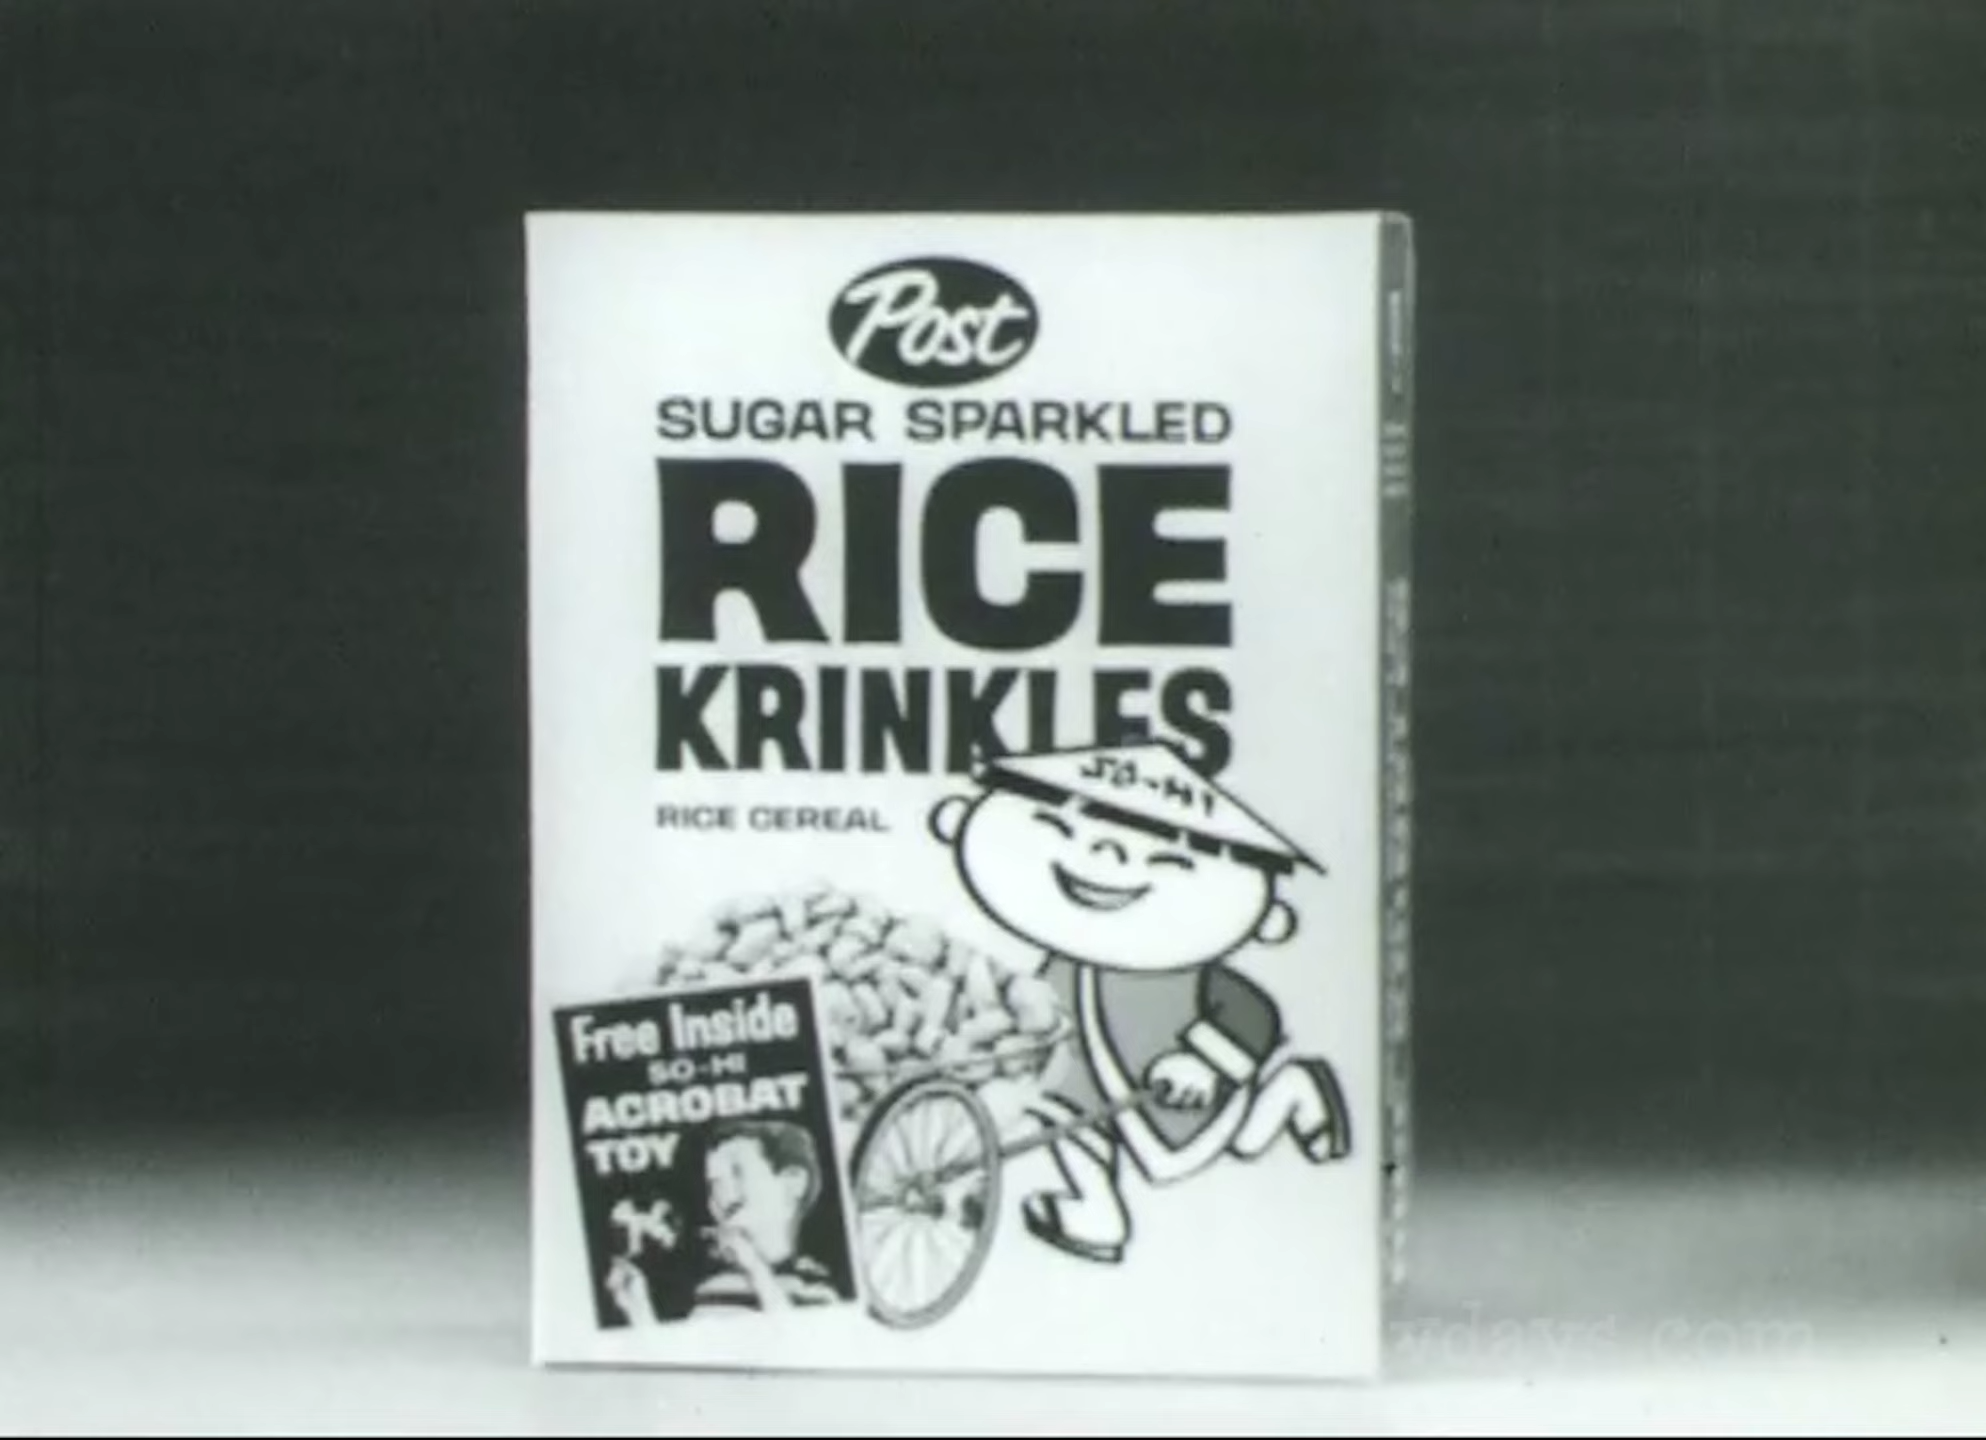 Post
SUGAR SPARKLED
RICE
KRINKLES
SO-HI
RICE CEREAL
Free Inside
SO-HI
ACROBAT
TOY